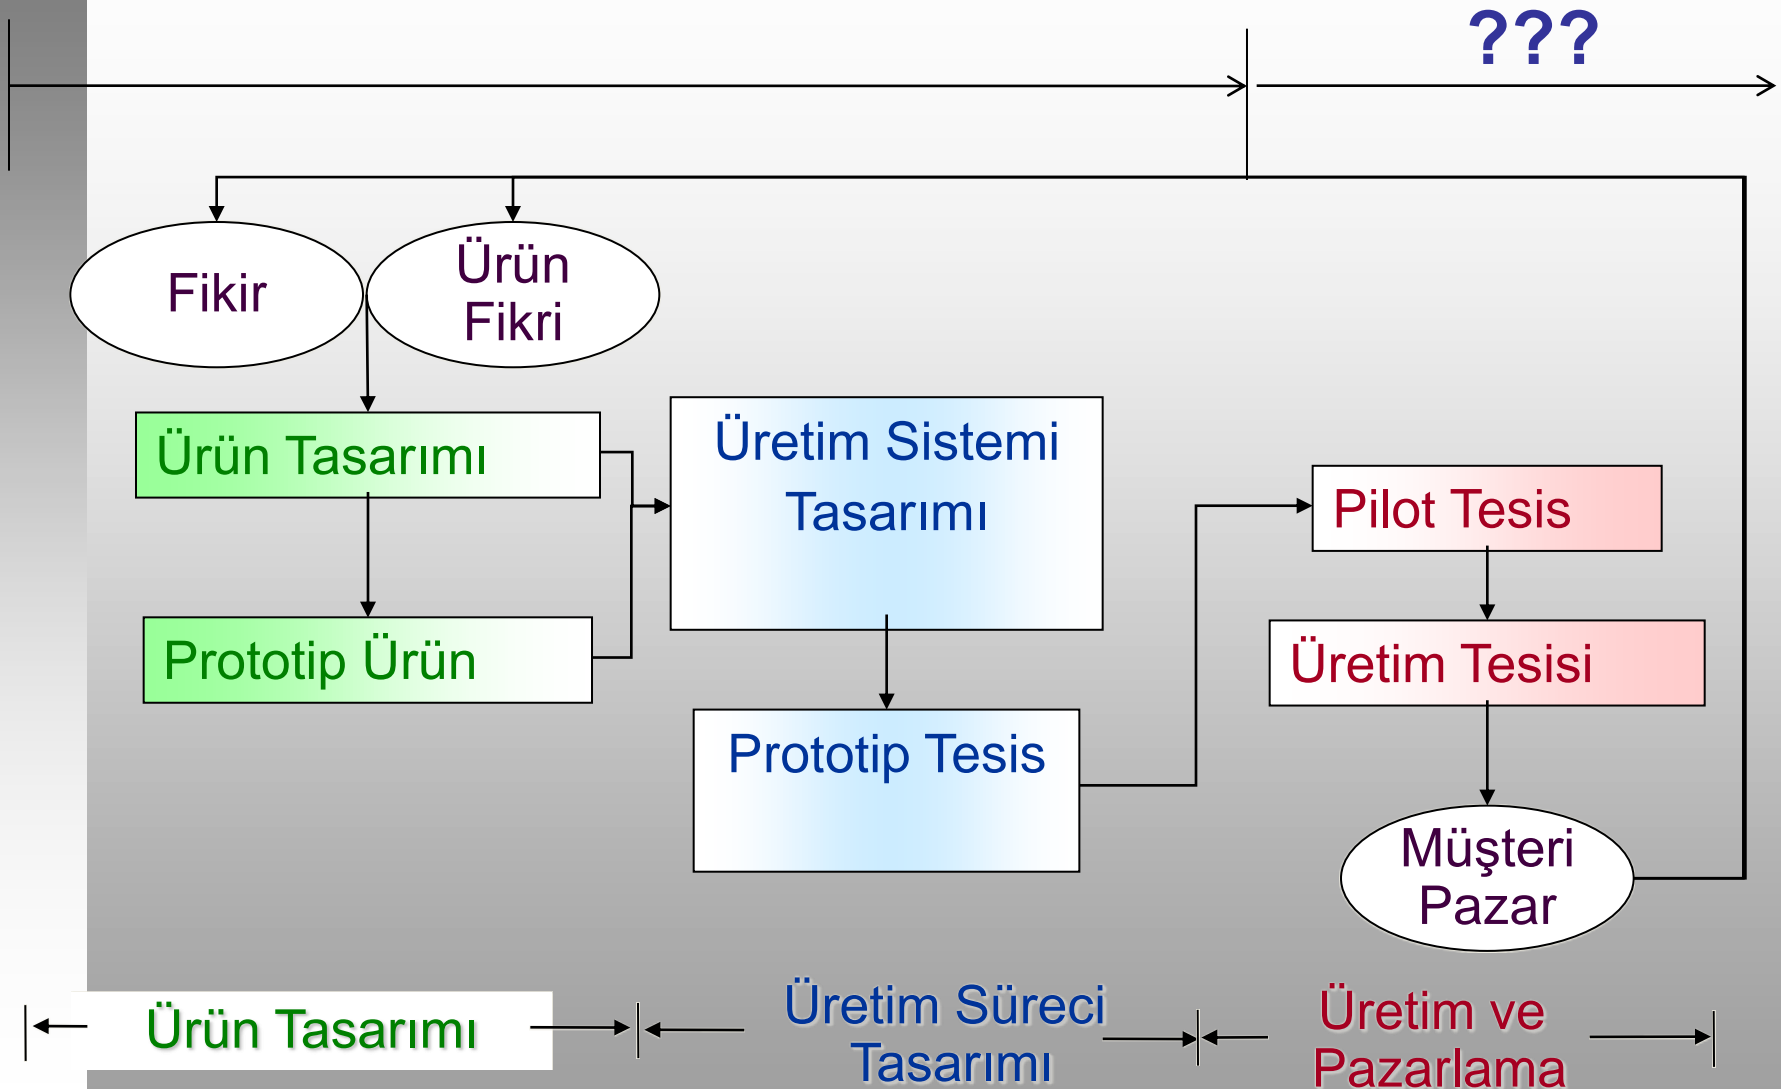 ???
Fikir
Ürün
Fikri
Ürün Tasarımı
Prototip Ürün
Üretim Sistemi
Tasarımı
Prototip Tesis
Pilot Tesis
Üretim Tesisi
Müşteri
Pazar
Ürün Tasarımı
Üretim Süreci
Tasarımı
Üretim ve
Pazarlama